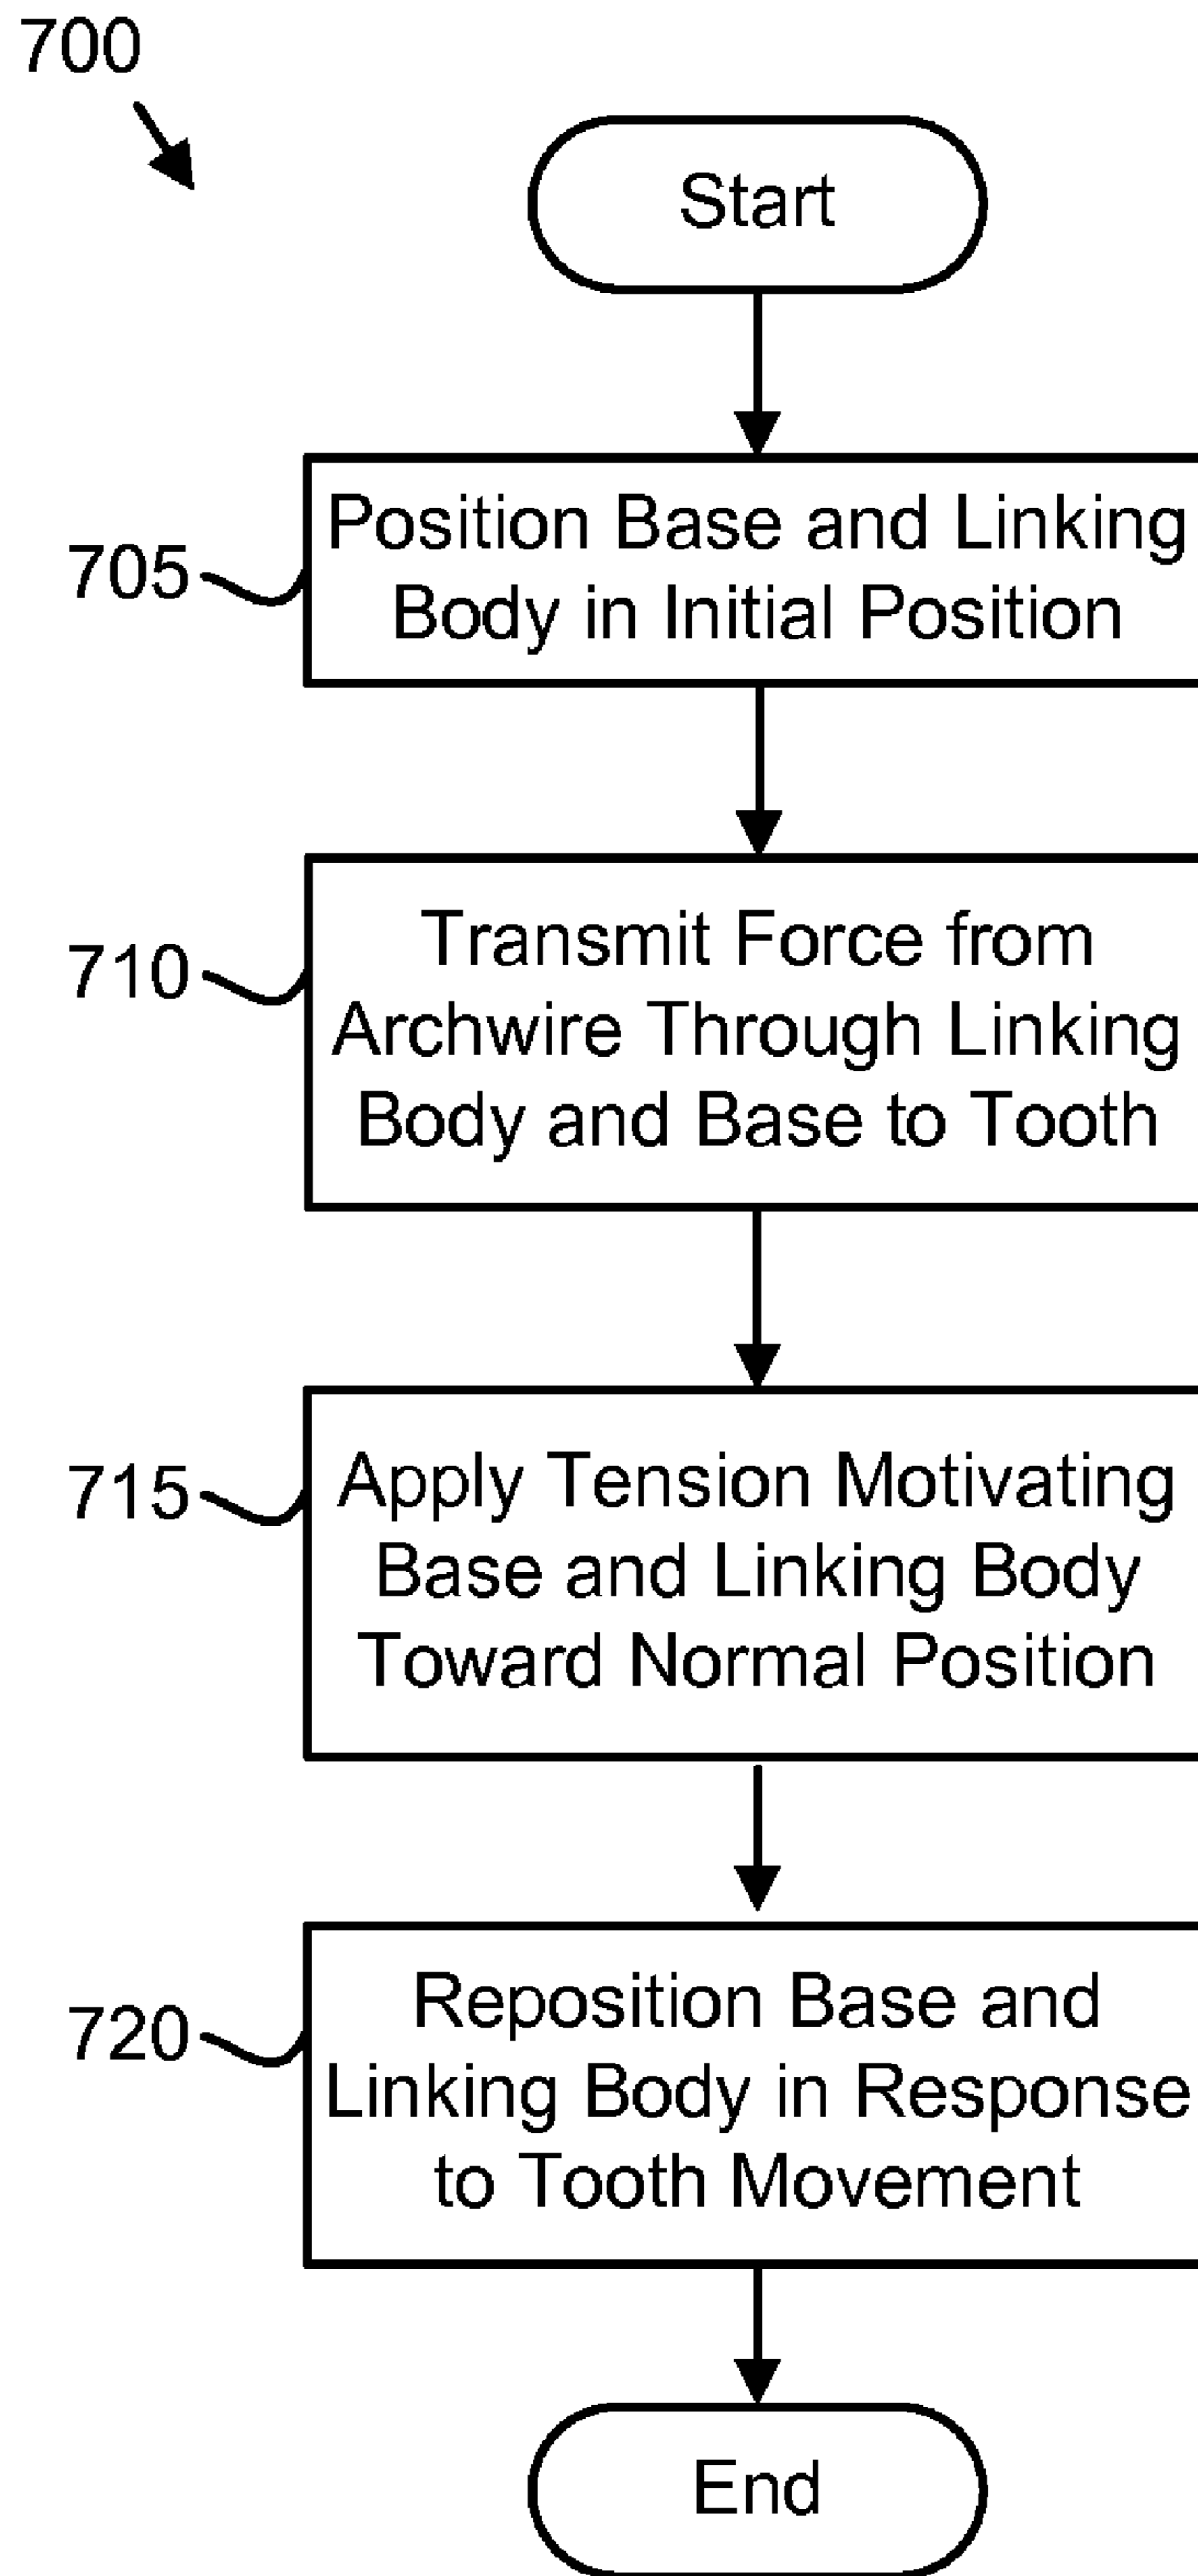 700
Start
705
Position Base and Linking
Body in Initial Position
710
Transmit Force from
Archwire Through Linking
Body and Base to Tooth
715
Apply Tension Motivating
Base and Linking Body
Toward Normal Position
720
Reposition Base and
Linking Body in Response
to Tooth Movement
End